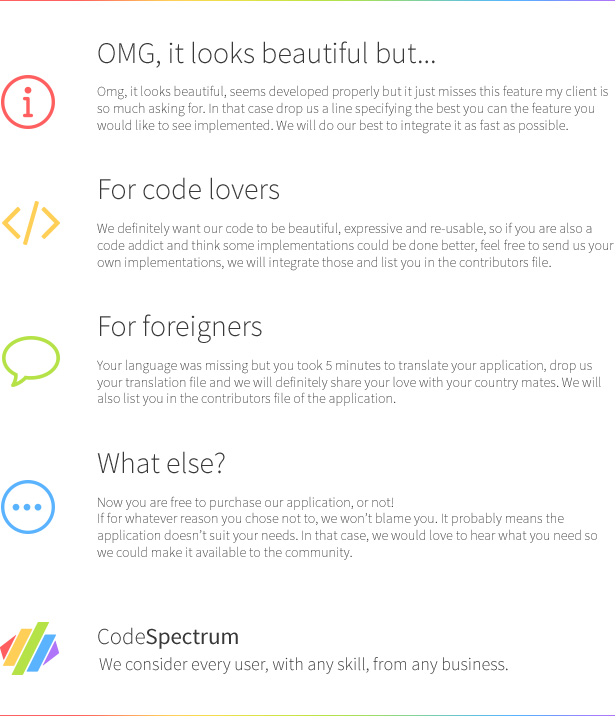 OMG, it looks beautiful but...
Omg, it looks beautiful, seems developed properly but it just misses this feature my client is
so much asking for. In that case drop us a line specifying the best you can the feature you
would like to see implemented. We will do our best to integrate it as fast as possible.
For code lovers
We definitely want our code to be beautiful, expressive and re-usable, so if you are also a
code addict and think some implementations could be done better, feel free to send us your
own implementations, we will integrate those and list you in the contributors file.
For foreigners
Your language was missing but you took 5 minutes to translate your application, drop us
your translation file and we will definitely share your love with your country mates. We will
also list you in the contributors file of the application.
What else?
Now you are free to purchase our application, or not!
If for whatever reason you chose not to, we won't blame you. It probably means the
application doesn't suit your needs. In that case, we would love to hear what you need so
we could make it available to the community.
CodeSpectrum
We consider every user, with any skill, from any business.